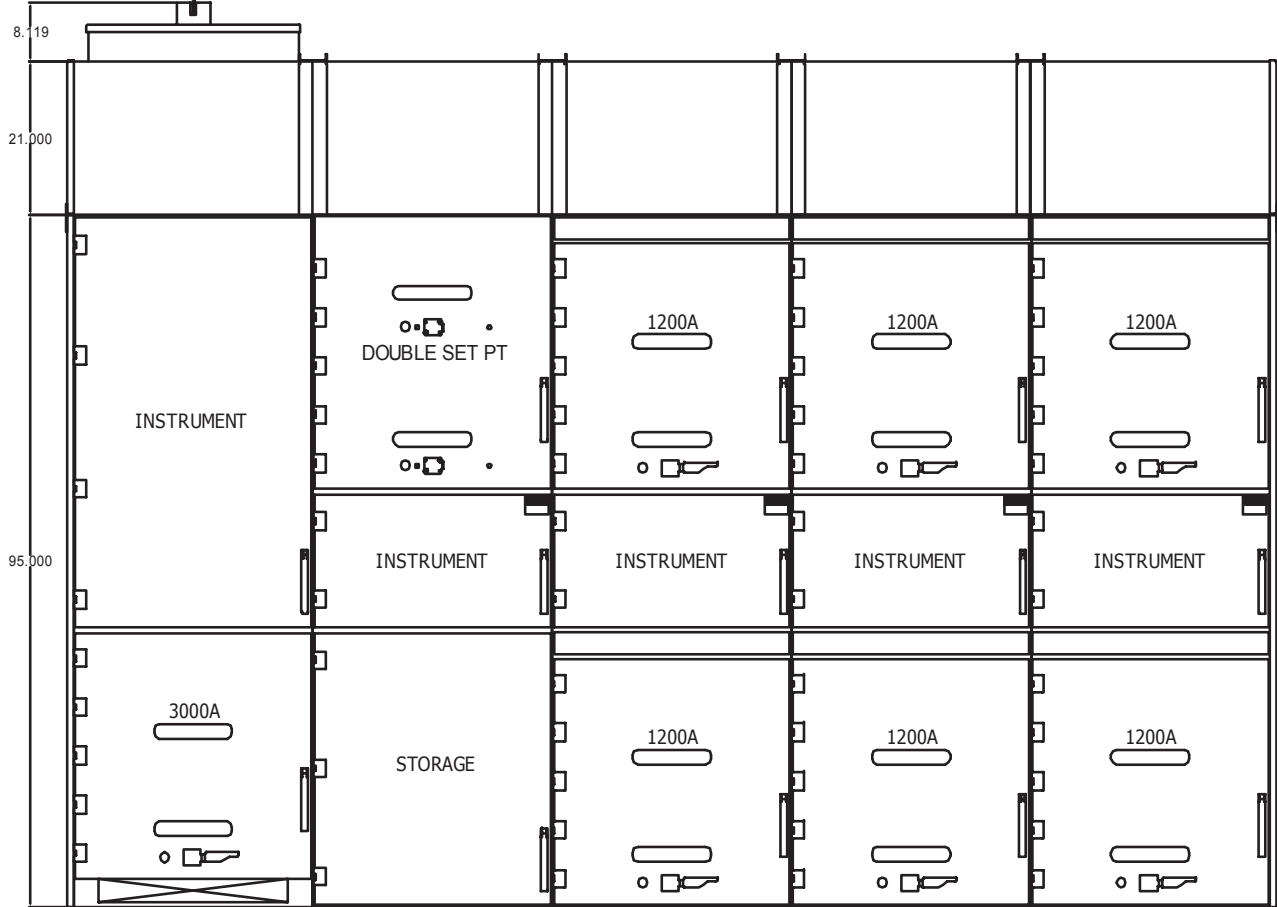 8.119
21.000
1200A
1200A
1200A
DOUBLE SET PT
INSTRUMENT
95.000
INSTRUMENT
INSTRUMENT
INSTRUMENT
INSTRUMENT
3000A
1200A
1200A
1200A
STORAGE